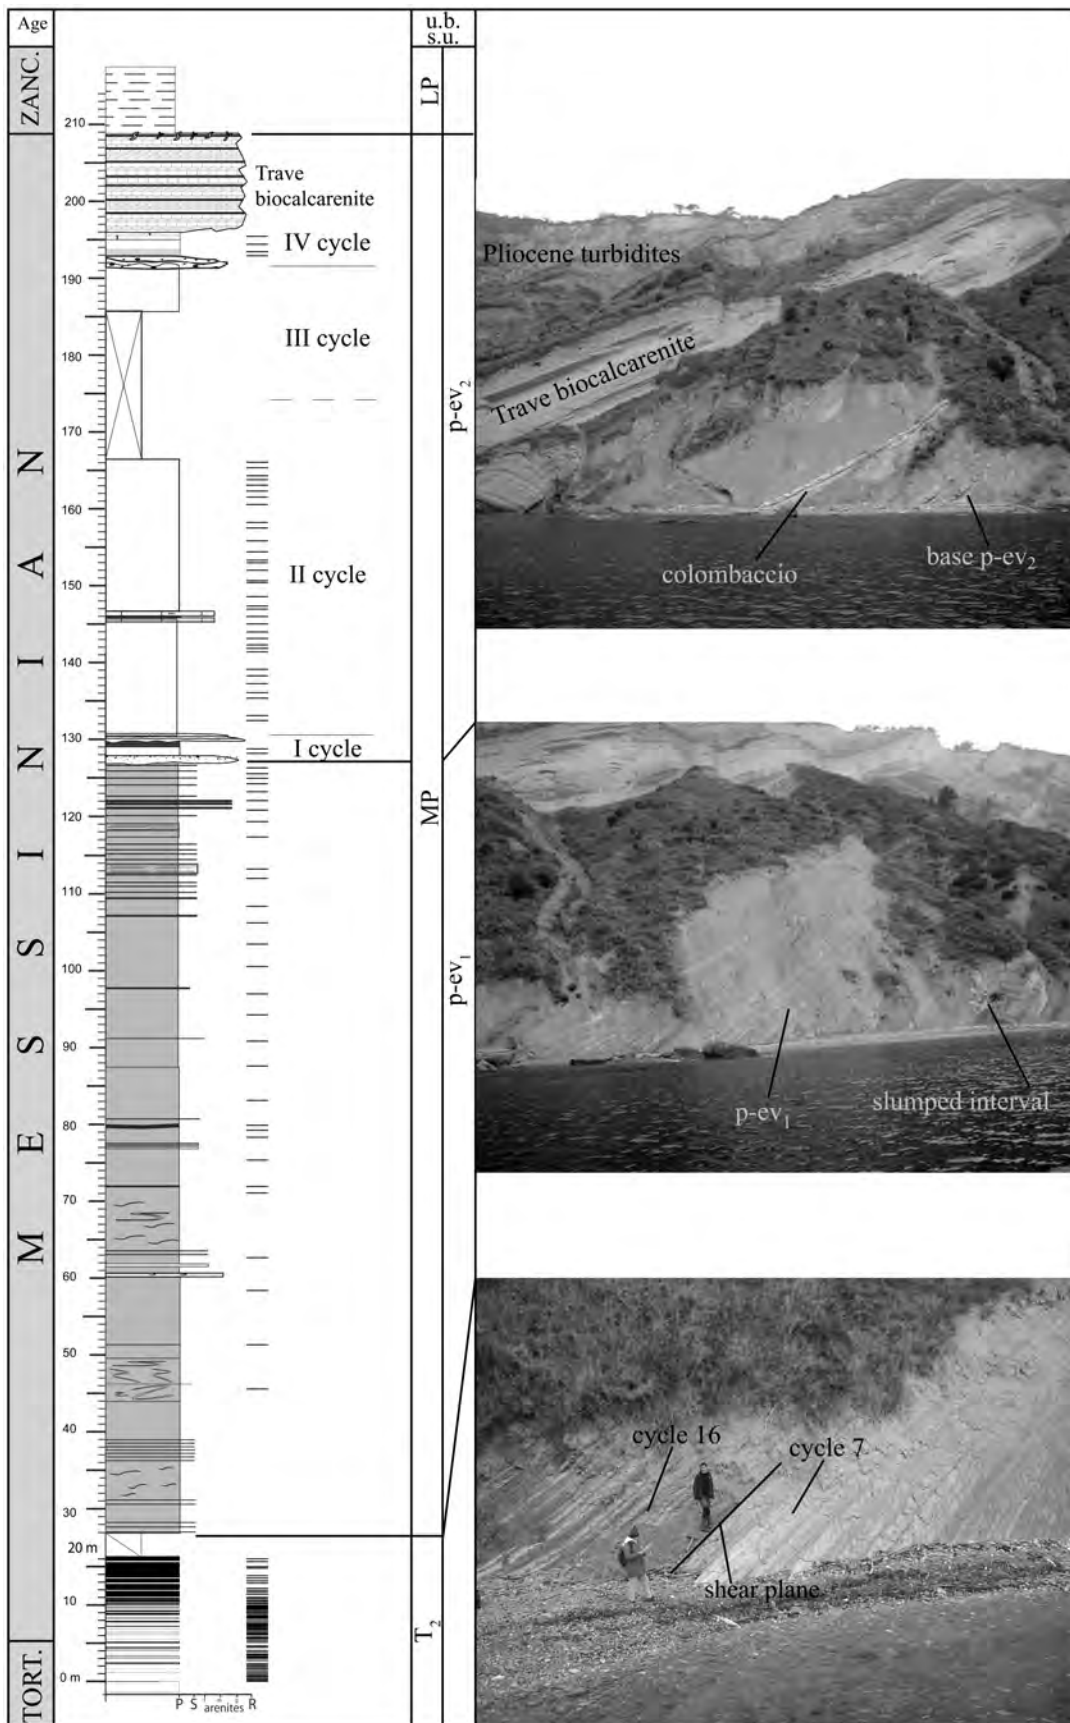 Age
u.b.
s.u.
ZANC.
LP
210
Trave
biocalcarenite
200
IV cycle
190
III cycle
180
170
p-ev2
160
II cycle
150
140
130
I cycle
MESSINIAN
MP
120
110
100
p-ev1
90
80
70
60
50
40
30
20 m
10
T2
0 m
TORT.
P S arenites R
Pliocene turbidites
Trave biocalcarenite
colombaccio
base p-ev2
p-ev1
slumped interval
cycle 16
cycle 7
shear plane